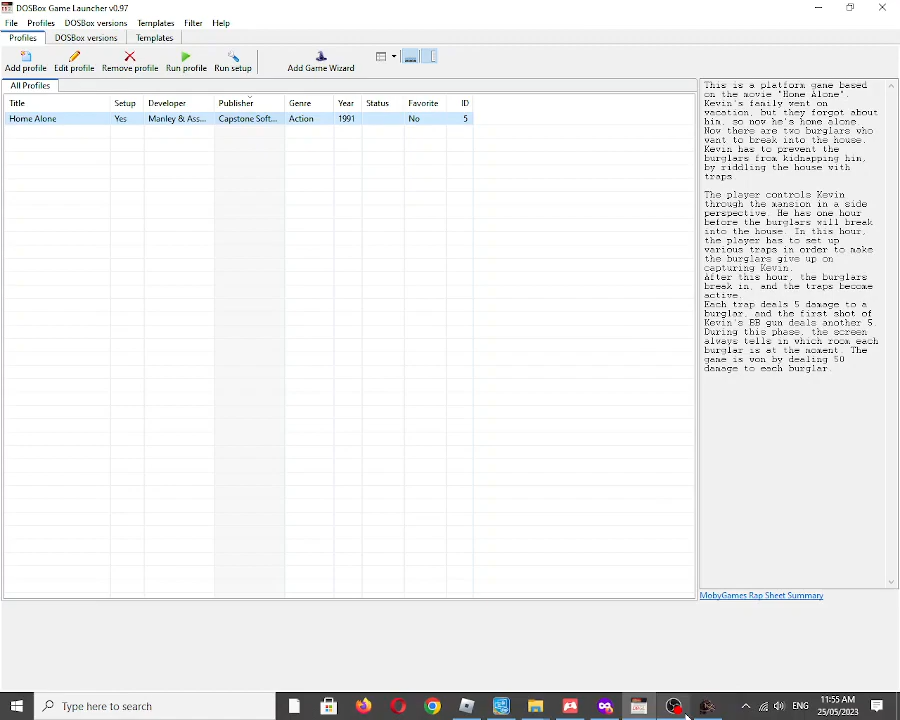 DOSBox Game Launcher v0.97
File Profiles DOSBox versions Templates Filter Help
Profiles DOSBox versions Templates
Add profile Edit profile Remove profile Run profile Run setup Add Game Wizard
All Profiles
Title Setup Developer Publisher Genre Year Status Favorite ID
Home Alone Yes Manley & Ass... Capstone Soft... Action 1991 No 5
This is a platform game based
on the movie "Home Alone".
Kevin's family went on
vacation, but they forgot about
him, so now he's home alone.
Now there are two burglars who
want to break into the house.
Kevin has to prevent the
burglars from kidnapping him,
by riddling the house with
traps
The player controls Kevin
through the mansion in a side
perspective. He has one hour
before the burglars will break
into the house. In this hour,
the player has to set up
various traps in order to make
the burglars give up on
capturing Kevin.
After this hour, the burglars
break in, and the traps become
active.
Each trap deals 5 damage to a
burglar, and the first shot of
Kevin's BB gun deals another 5.
During this phase, the screen
always tells in which room each
burglar is at the moment. The
game is won by dealing 50
damage to each burglar.
MobyGames Rap Sheet Summary
Type here to search
ENG
11:55 AM
25/05/2023